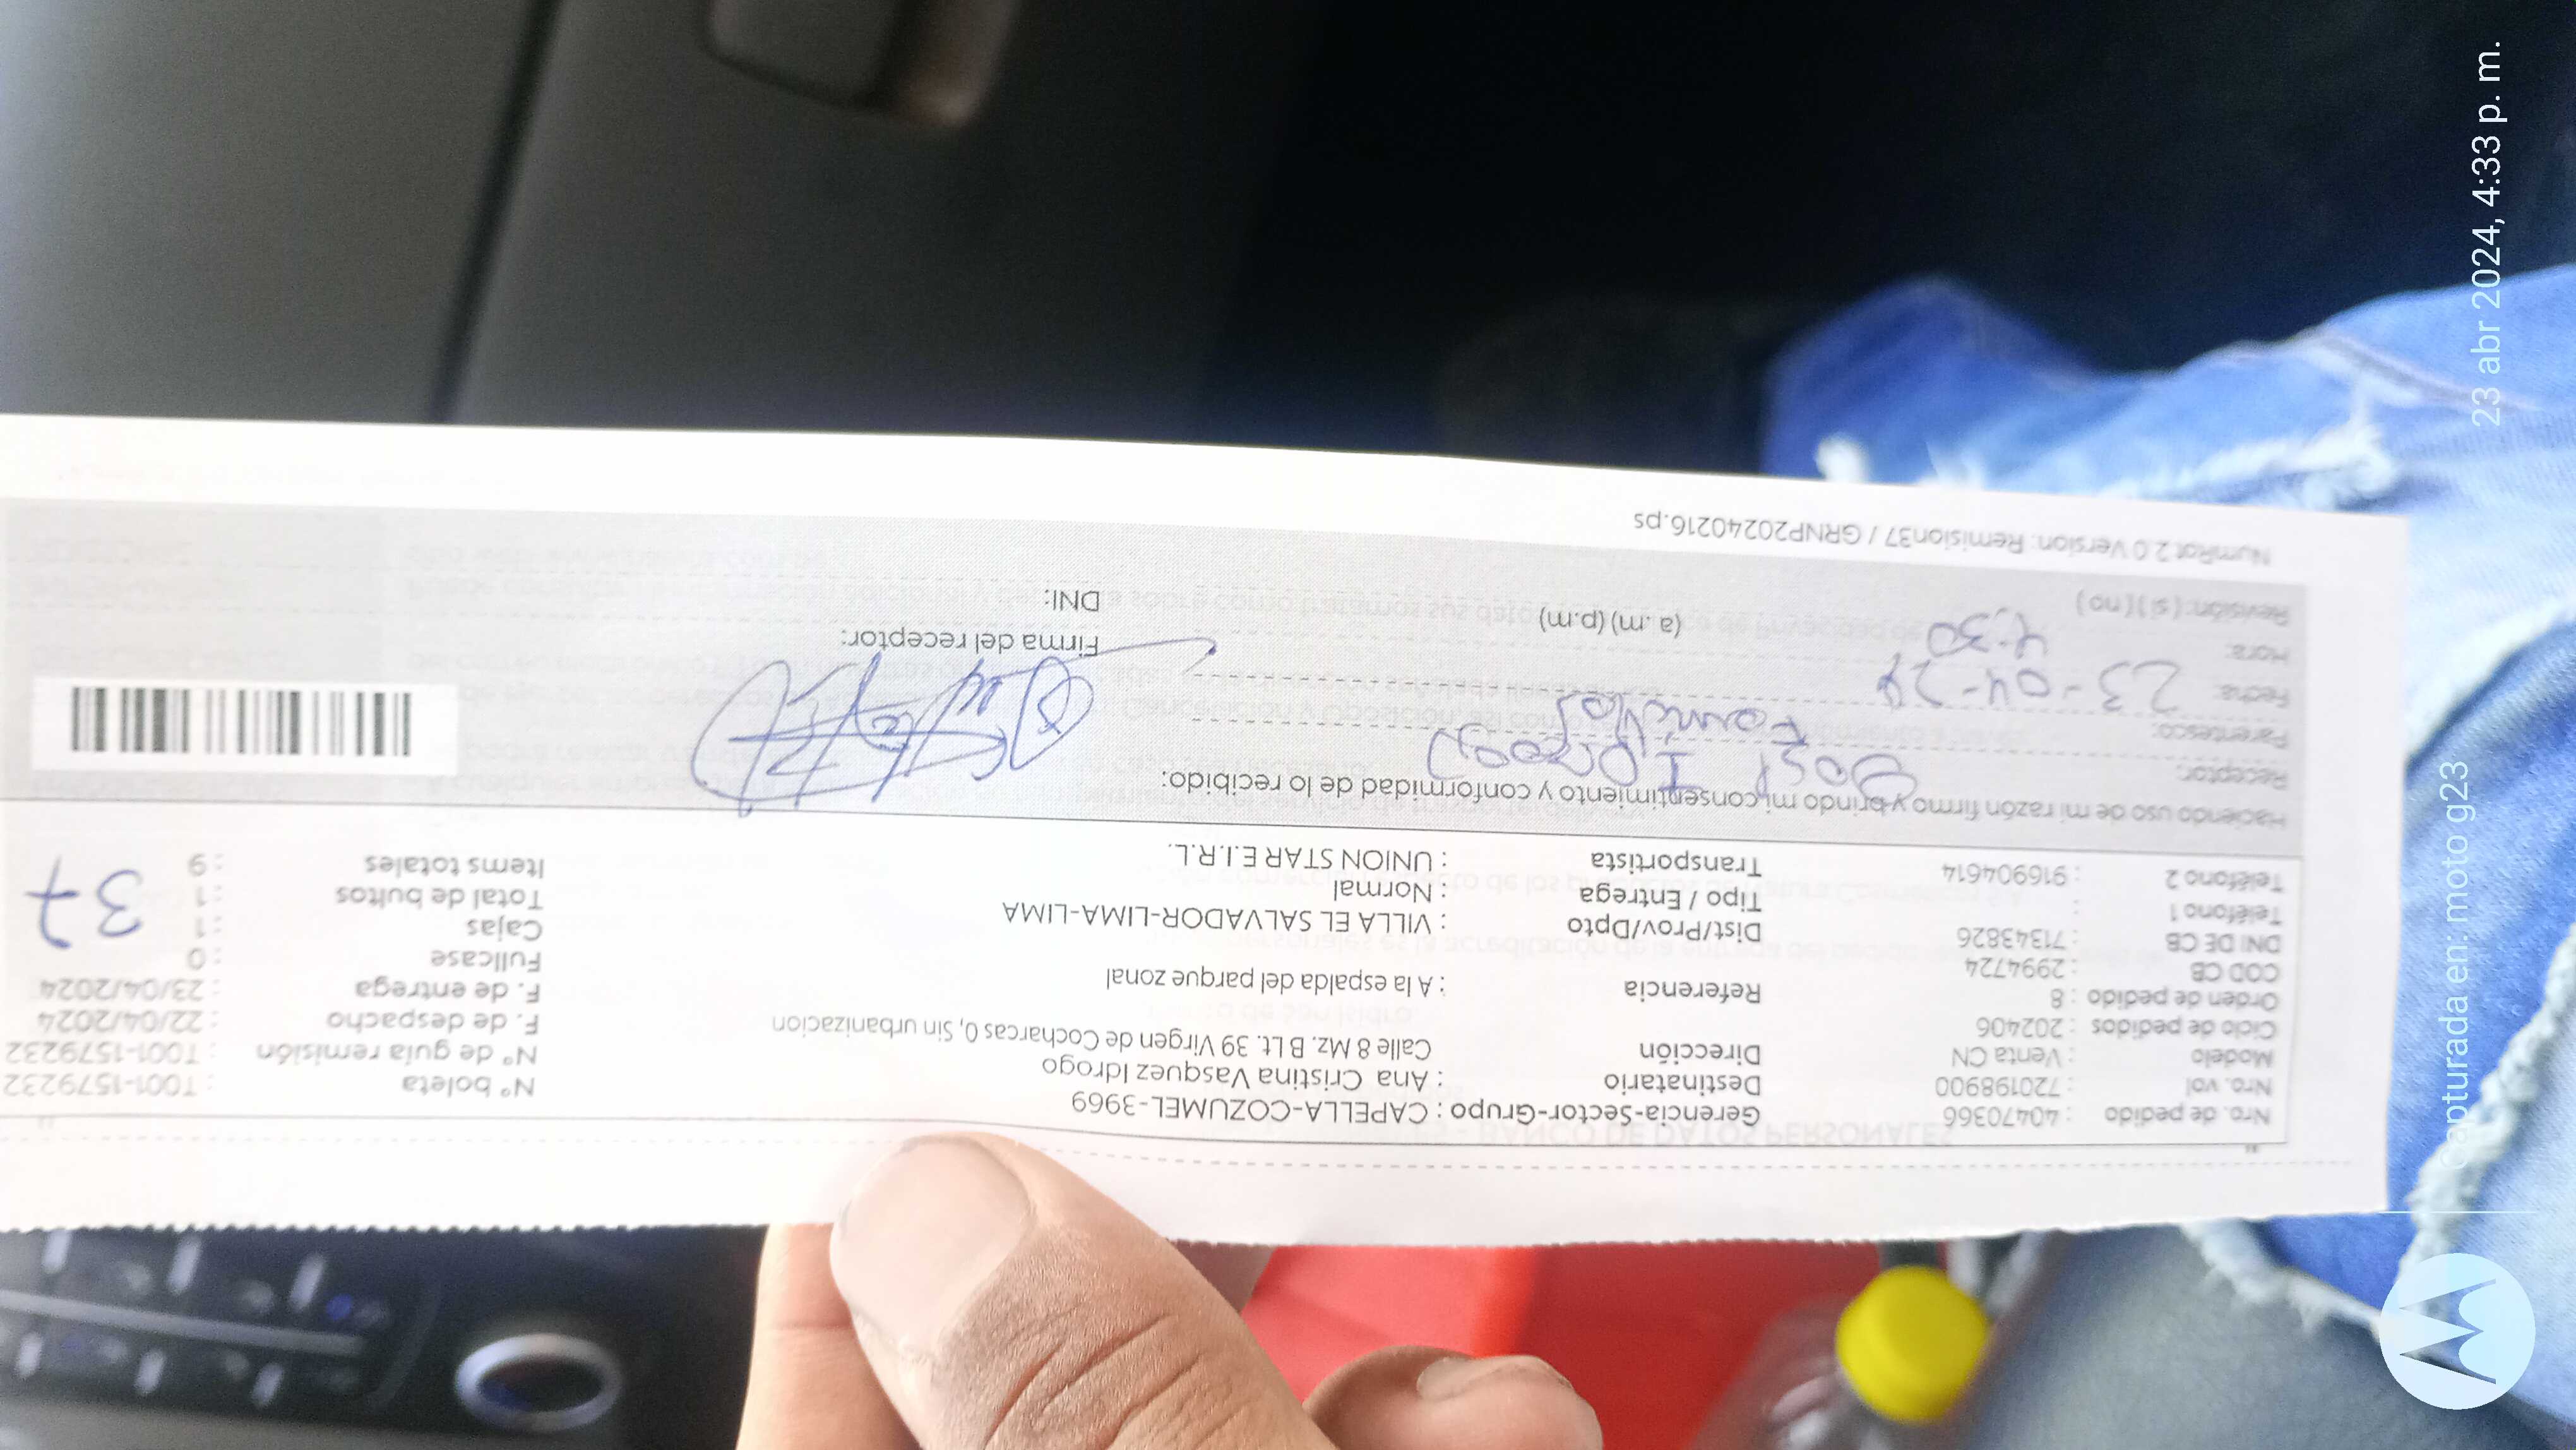 Nro. de pedido : 40470366
Nro. vol : 720198900
Modelo : Venta CN
Ciclo de pedidos : 202406
Orden de pedido : 8
COD CB : 2994724
DNI DE CB : 71343826
Teléfono 1 :
Teléfono 2 : 916904614
Gerencia-Sector-Grupo : CAPELLA-COZUMEL-3969
Destinatario : Ana Cristina Vasquez Idrogo
Dirección Calle 8 Mz. B Lt. 39 Virgen de Cocharcas 0, Sin urbanizacion
Referencia : A la espalda del parque zonal
Dist/Prov/Dpto : VILLA EL SALVADOR-LIMA-LIMA
Tipo / Entrega : Normal
Transportista : UNION STAR E.I.R.L.
N° boleta : T001-1579232
N° de guía remisión : T001-1579232
F. de despacho : 22/04/2024
F. de entrega : 23/04/2024
Fullcase : 0
Cajas : 1
Total de bultos : 1
Items totales : 9
37
Haciendo uso de mi razón firmo y brindo mi consentimiento y conformidad de lo recibido:
Receptor: José Idrogo
Parentesco: Familia
Fecha: 23-04-24
Hora: 4:30 (a. m) (p.m)
Revisión: ( si ) ( no )
Firma del receptor:
DNI:
NumRot 2.0 Version: Remision37 / GRNP20240216.ps
23 abr 2024, 4:33 p. m.
Capturada en: moto g23